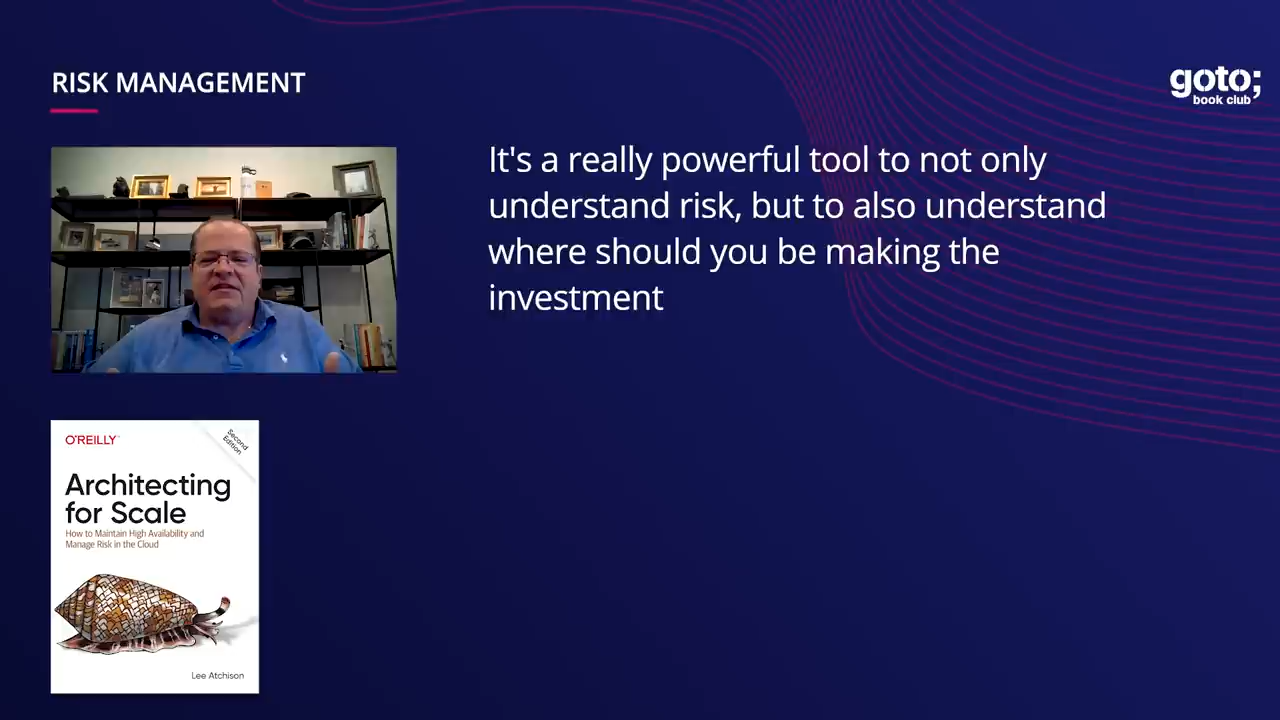 RISK MANAGEMENT
goto;
book club
It's a really powerful tool to not only
understand risk, but to also understand
where should you be making the
investment
O'REILLY
Second
Edition
Architecting
for Scale
How to Maintain High Availability and
Manage Risk in the Cloud
Lee Atchison